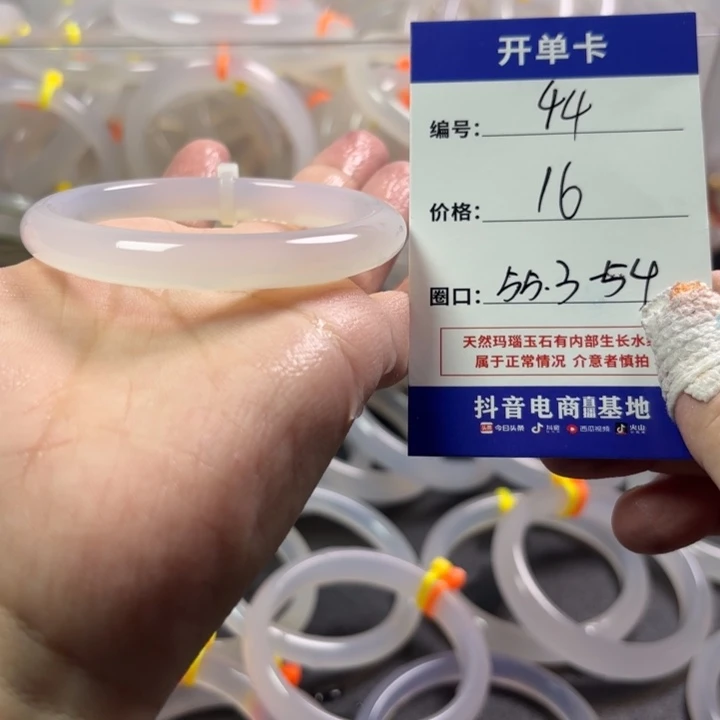 开单卡
编号: 44
价格: 16
圈口: 55.3 54
天然玛瑙玉石有内部生长水
属于正常情况 介意者慎拍
抖音电商直播基地
今日头条 抖音 西瓜视频 火山